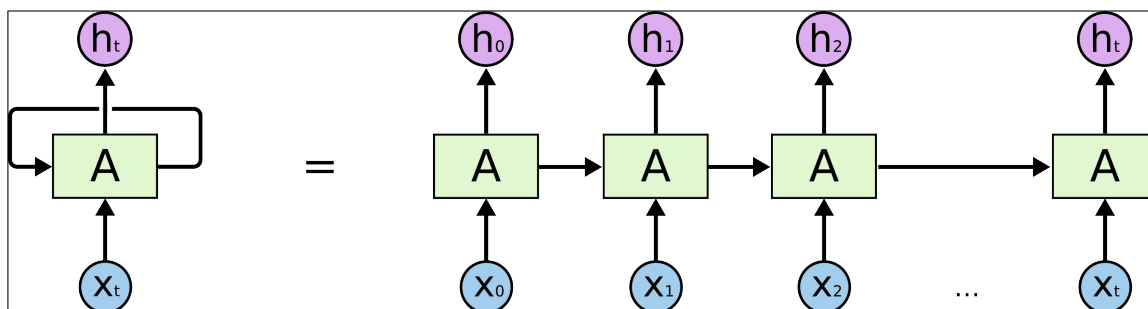 hₜ h₀ h₁ h₂ hₜ
A = A A A A
xₜ x₀ x₁ x₂ ... xₜ